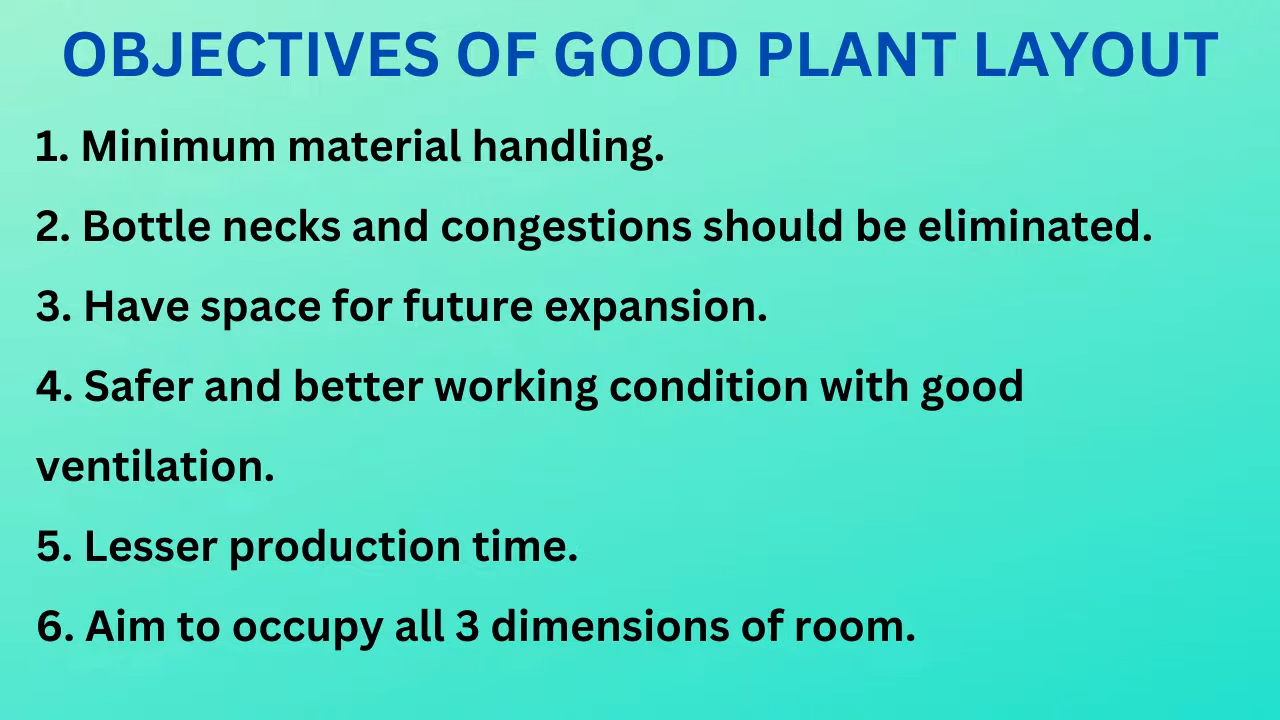 OBJECTIVES OF GOOD PLANT LAYOUT
1. Minimum material handling.
2. Bottle necks and congestions should be eliminated.
3. Have space for future expansion.
4. Safer and better working condition with good
ventilation.
5. Lesser production time.
6. Aim to occupy all 3 dimensions of room.